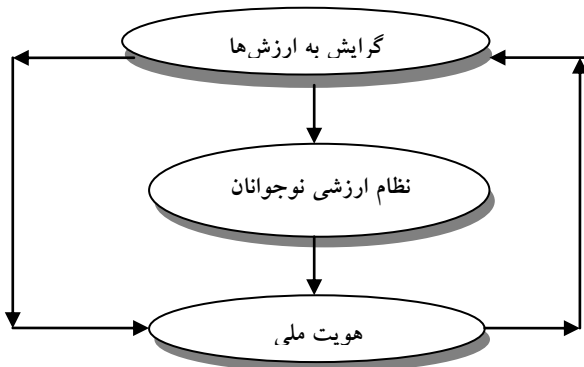 گرایش به ارزش‌ها
نظام ارزشی نوجوانان
هویت ملی